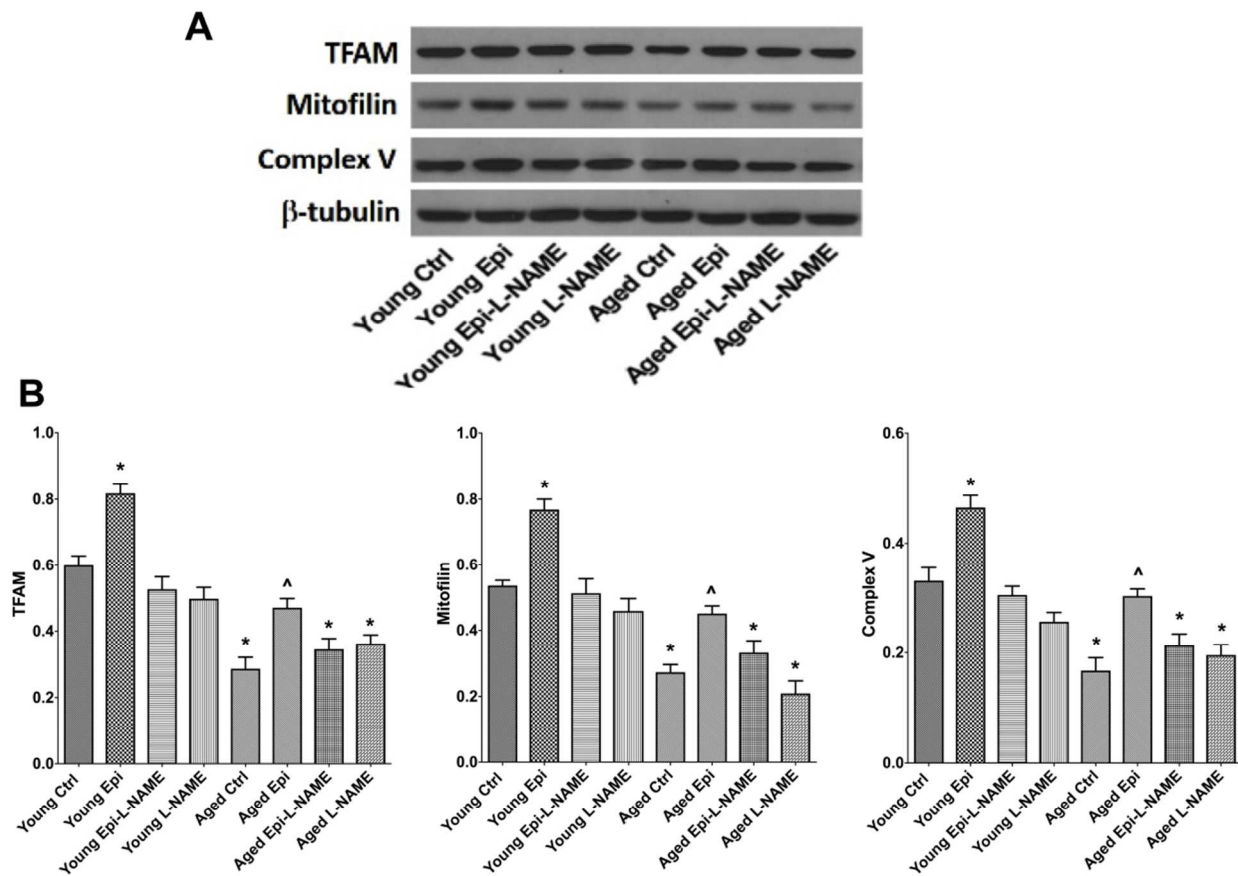 A
TFAM
Mitofilin
Complex V
β-tubulin
Young Ctrl
Young Epi
Young Epi-L-NAME
Young L-NAME
Aged Ctrl
Aged Epi
Aged Epi-L-NAME
Aged L-NAME
B
TFAM
1.0
0.8
0.6
0.4
0.2
0.0
*
*
^
*
*
Young Ctrl
Young Epi
Young Epi-L-NAME
Young L-NAME
Aged Ctrl
Aged Epi
Aged Epi-L-NAME
Aged L-NAME
Mitofilin
1.0
0.8
0.6
0.4
0.2
0.0
*
*
^
*
*
Young Ctrl
Young Epi
Young Epi-L-NAME
Young L-NAME
Aged Ctrl
Aged Epi
Aged Epi-L-NAME
Aged L-NAME
Complex V
0.6
0.4
0.2
0.0
*
*
^
*
*
Young Ctrl
Young Epi
Young Epi-L-NAME
Young L-NAME
Aged Ctrl
Aged Epi
Aged Epi-L-NAME
Aged L-NAME